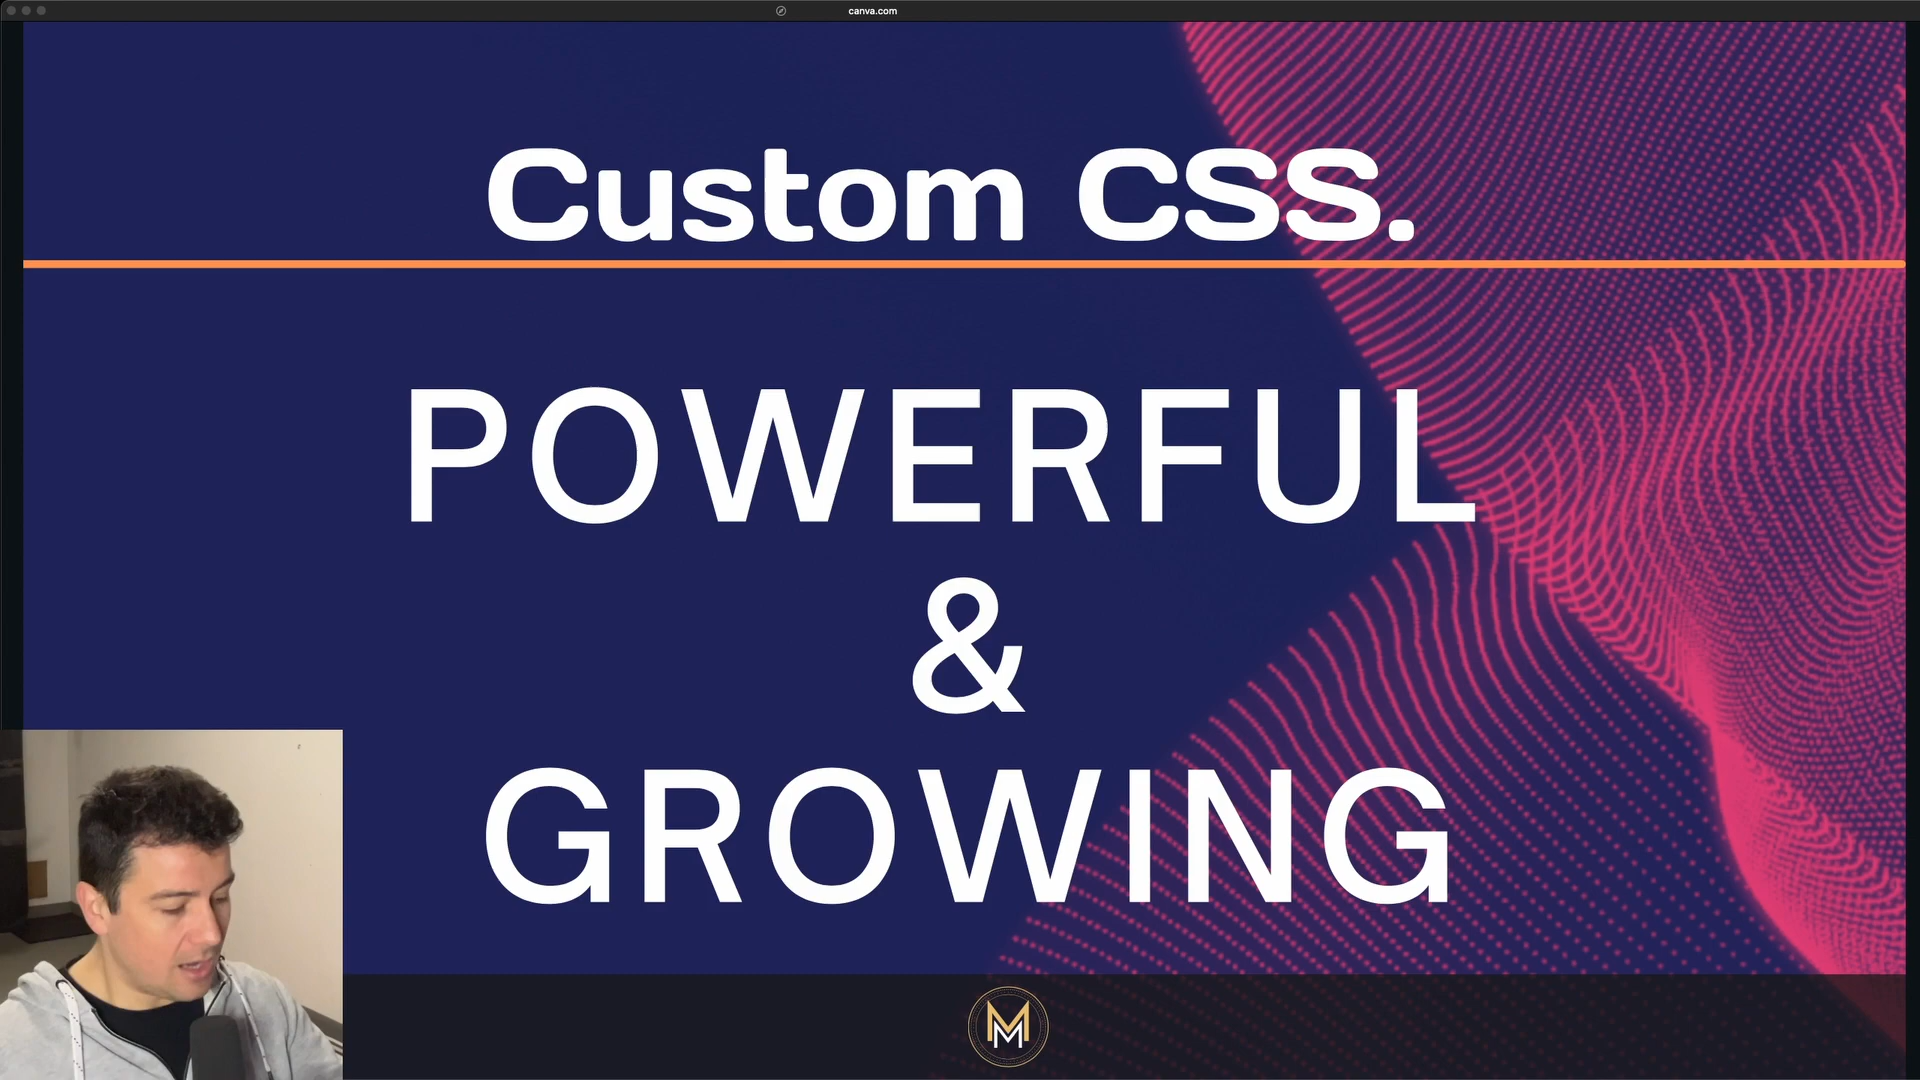 canva.com
Custom CSS.
POWERFUL
&
GROWING
M
M